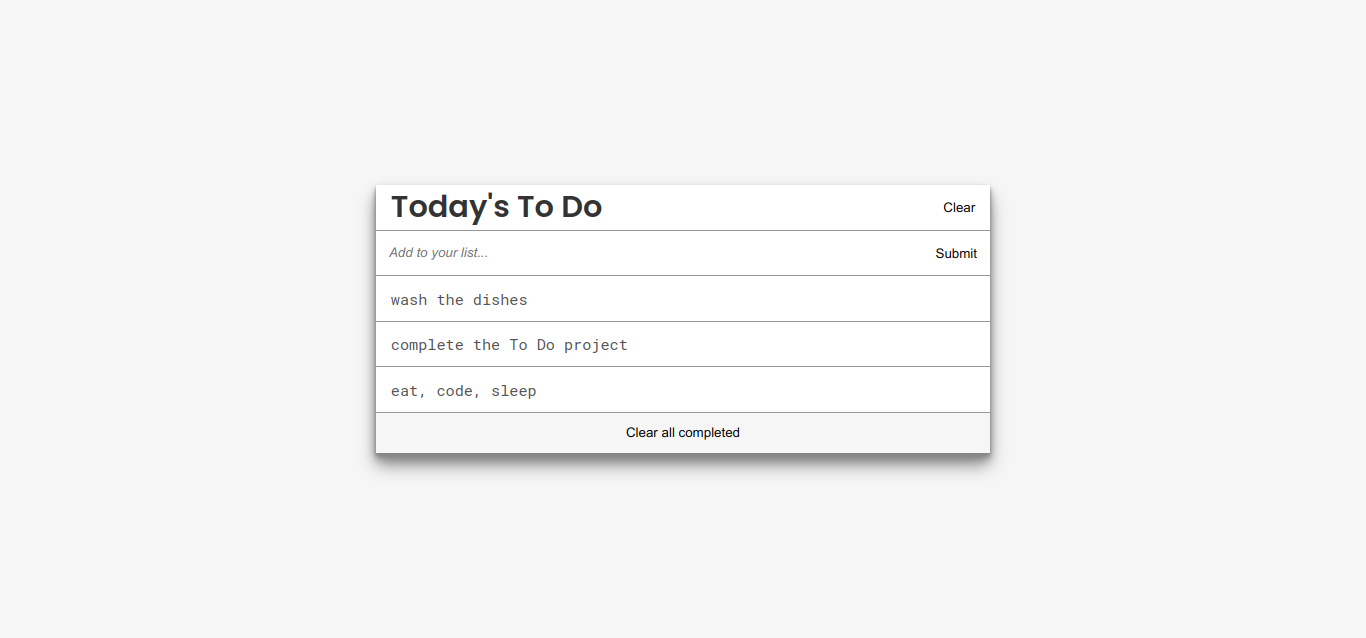 Today's To Do
Clear
Add to your list...
Submit
wash the dishes
complete the To Do project
eat, code, sleep
Clear all completed